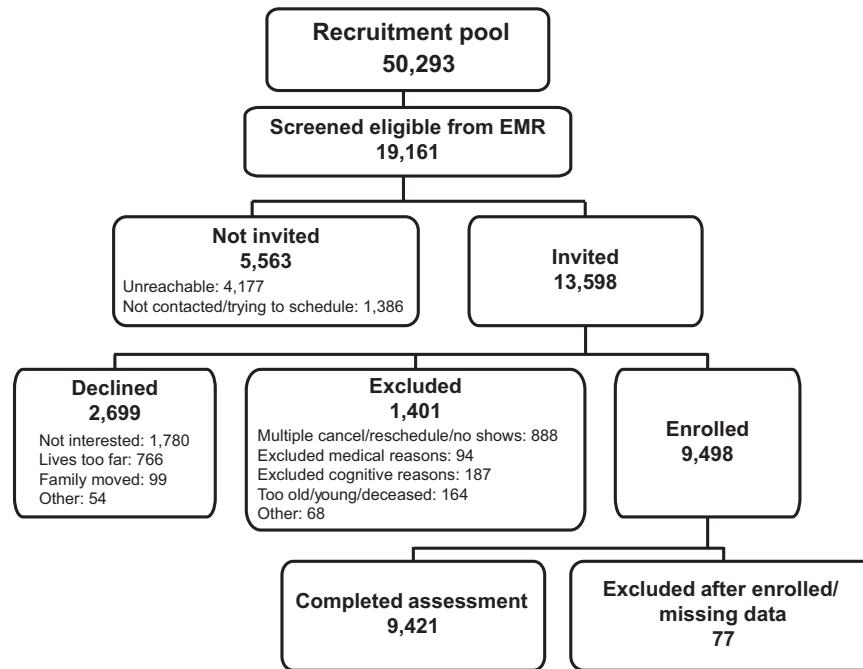 Recruitment pool
50,293
Screened eligible from EMR
19,161
Not invited
5,563
Unreachable: 4,177
Not contacted/trying to schedule: 1,386
Invited
13,598
Declined
2,699
Not interested: 1,780
Lives too far: 766
Family moved: 99
Other: 54
Excluded
1,401
Multiple cancel/reschedule/no shows: 888
Excluded medical reasons: 94
Excluded cognitive reasons: 187
Too old/young/deceased: 164
Other: 68
Enrolled
9,498
Completed assessment
9,421
Excluded after enrolled/
missing data
77